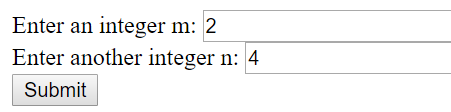 Enter an integer m: 2
Enter another integer n: 4
Submit